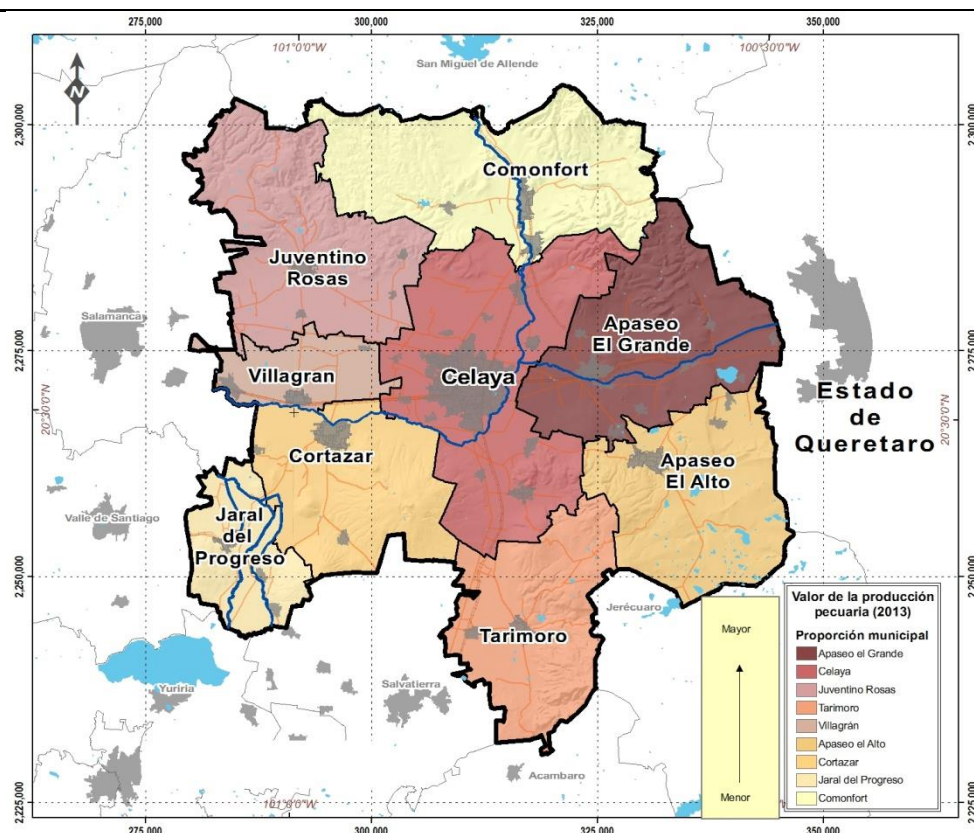 275,000
300,000
325,000
350,000
101°0'0"W
100°30'0"W
San Miguel de Allende
N
2,300,000
2,300,000
Comonfort
Juventino
Rosas
Salamanca
Apaseo
El Grande
2,275,000
2,275,000
Villagran
Celaya
Estado
de
Queretaro
20°30'0"N
20°30'0"N
Cortazar
Apaseo
El Alto
Valle de Santiago
Jaral
del
Progreso
2,250,000
2,250,000
Jerécuaro
Tarimoro
Yuriria
Salvatierra
Acambaro
Mayor
Menor
Valor de la producción
pecuaria (2013)
Proporción municipal
Apaseo el Grande
Celaya
Juventino Rosas
Tarimoro
Villagrán
Apaseo el Alto
Cortazar
Jaral del Progreso
Comonfort
2,225,000
2,225,000
275,000
300,000
325,000
350,000